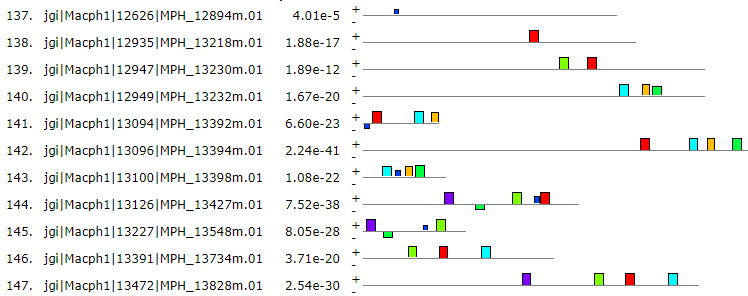 137. jgi|Macph1|12626|MPH_12894m.01 4.01e-5 + -
138. jgi|Macph1|12935|MPH_13218m.01 1.88e-17 + -
139. jgi|Macph1|12947|MPH_13230m.01 1.89e-12 + -
140. jgi|Macph1|12949|MPH_13232m.01 1.67e-20 + -
141. jgi|Macph1|13094|MPH_13392m.01 6.60e-23 + -
142. jgi|Macph1|13096|MPH_13394m.01 2.24e-41 + -
143. jgi|Macph1|13100|MPH_13398m.01 1.08e-22 + -
144. jgi|Macph1|13126|MPH_13427m.01 7.52e-38 + -
145. jgi|Macph1|13227|MPH_13548m.01 8.05e-28 + -
146. jgi|Macph1|13391|MPH_13734m.01 3.71e-20 + -
147. jgi|Macph1|13472|MPH_13828m.01 2.54e-30 + -